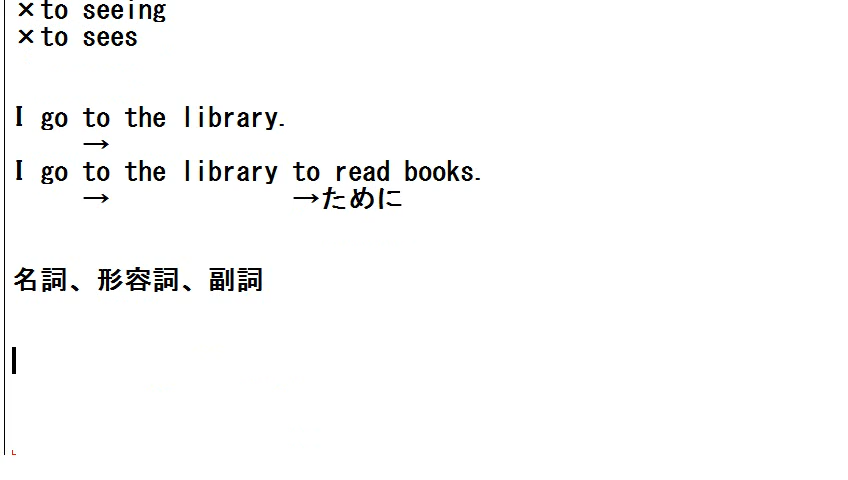 ×to seeing
×to sees
I go to the library.
→
I go to the library to read books.
→ →ために
名詞、形容詞、副詞